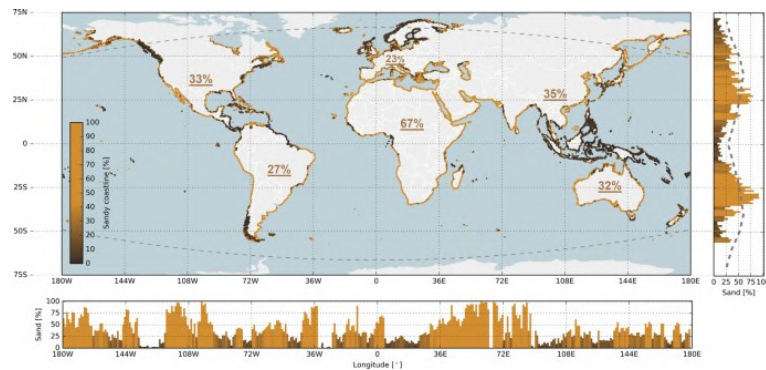 75N
50N
25N
0
25S
50S
75S
33%
23%
35%
67%
27%
32%
Sandy coastline [%]
100
90
80
70
60
50
40
30
20
10
0
180W 144W 108W 72W 36W 0 36E 72E 108E 144E 180E
25 50 75 100
Sand [%]
Sand [%]
100
75
50
25
0
180W 144W 108W 72W 36W 0 36E 72E 108E 144E 180E
Longitude [°]